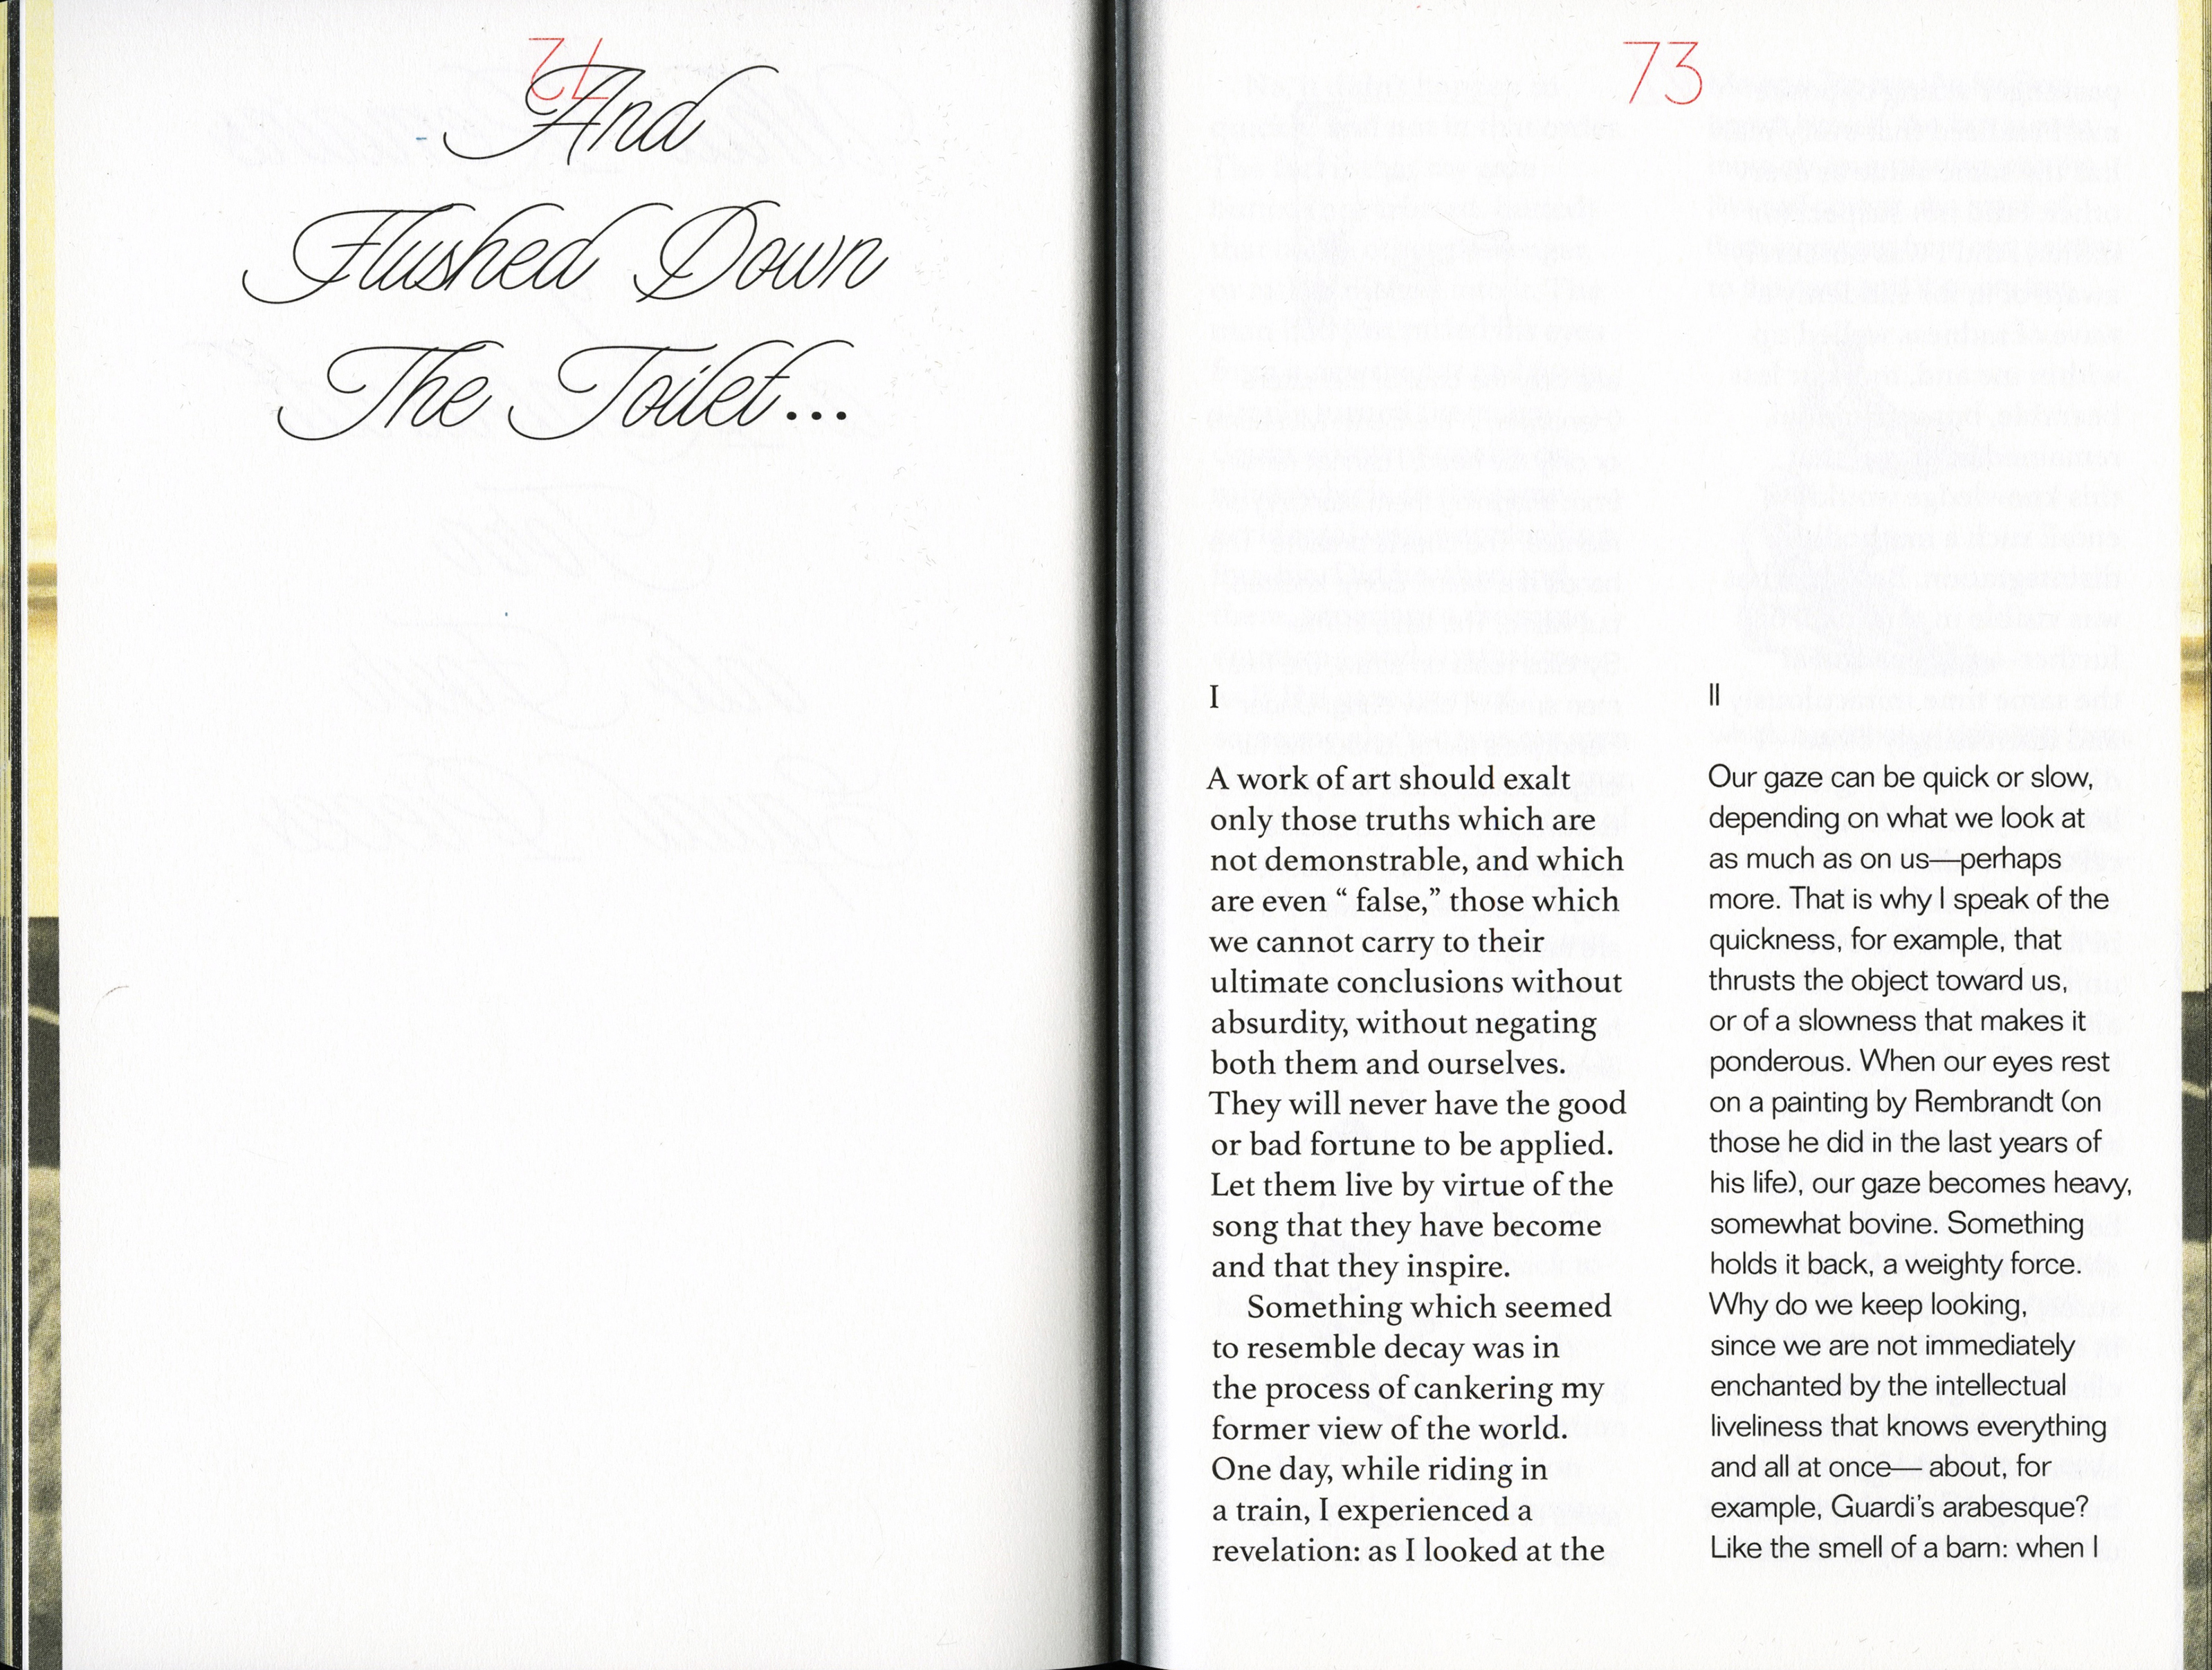 72
And
Flushed Down
The Toilet...
73
I
A work of art should exalt
only those truths which are
not demonstrable, and which
are even “ false,” those which
we cannot carry to their
ultimate conclusions without
absurdity, without negating
both them and ourselves.
They will never have the good
or bad fortune to be applied.
Let them live by virtue of the
song that they have become
and that they inspire.
Something which seemed
to resemble decay was in
the process of cankering my
former view of the world.
One day, while riding in
a train, I experienced a
revelation: as I looked at the
II
Our gaze can be quick or slow,
depending on what we look at
as much as on us—perhaps
more. That is why I speak of the
quickness, for example, that
thrusts the object toward us,
or of a slowness that makes it
ponderous. When our eyes rest
on a painting by Rembrandt (on
those he did in the last years of
his life), our gaze becomes heavy,
somewhat bovine. Something
holds it back, a weighty force.
Why do we keep looking,
since we are not immediately
enchanted by the intellectual
liveliness that knows everything
and all at once— about, for
example, Guardi’s arabesque?
Like the smell of a barn: when I